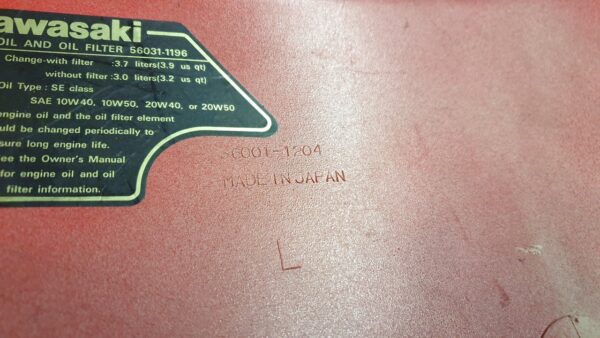 awasaki
OIL AND OIL FILTER 56031-1196
Change-with filter :3.7 liters(3.9 us qt)
without filter :3.0 liters(3.2 us qt)
Oil Type : SE class
SAE 10W40, 10W50, 20W40, or 20W50
engine oil and the oil filter element
uld be changed periodically to
sure long engine life.
ee the Owner's Manual
for engine oil and oil
filter information.
36001-1204
MADE IN JAPAN
L